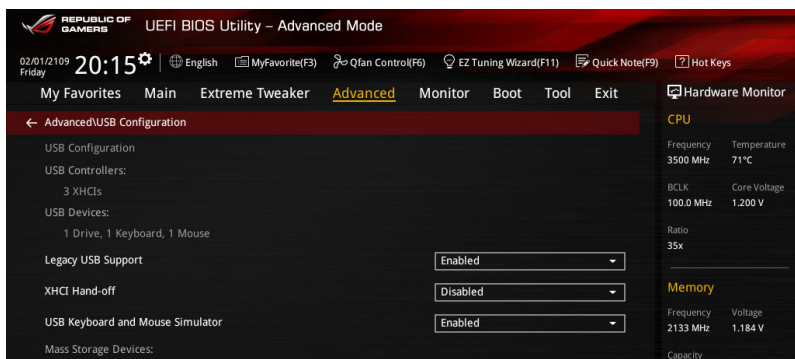 REPUBLIC OF
GAMERS
UEFI BIOS Utility – Advanced Mode
02/01/2109
Friday
20:15
English
MyFavorite(F3)
Qfan Control(F6)
EZ Tuning Wizard(F11)
Quick Note(F9)
? Hot Keys
My Favorites Main Extreme Tweaker Advanced Monitor Boot Tool Exit
Hardware Monitor
← Advanced\USB Configuration
USB Configuration
USB Controllers:
3 XHCIs
USB Devices:
1 Drive, 1 Keyboard, 1 Mouse
Legacy USB Support Enabled
XHCI Hand-off Disabled
USB Keyboard and Mouse Simulator Enabled
Mass Storage Devices:
CPU
Frequency Temperature
3500 MHz 71°C
BCLK Core Voltage
100.0 MHz 1.200 V
Ratio
35x
Memory
Frequency Voltage
2133 MHz 1.184 V
Capacity